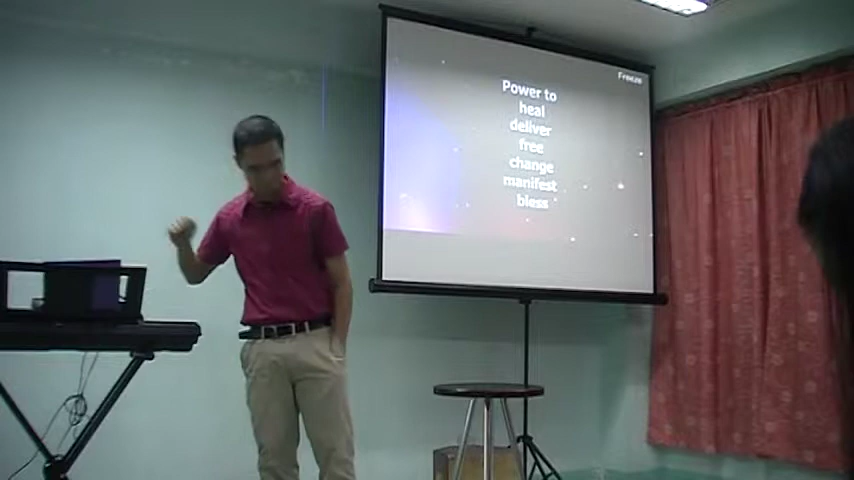 Freeze
Power to
heal
deliver
free
change
manifest
bless